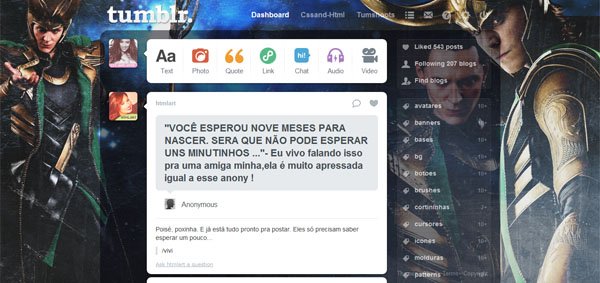 tumblr.
Dashboard Cssand-Html Tumshoots
Aa
Text Photo Quote Link Chat Audio Video
hi!
Liked 543 posts
Following 207 blogs
Find blogs
htmlart
"VOCÊ ESPEROU NOVE MESES PARA
NASCER. SERA QUE NÃO PODE ESPERAR
UNS MINUTINHOS ..."- Eu vivo falando isso
pra uma amiga minha,ela é muito apressada
igual a esse anony !
Anonymous
Poisé, poxinha. E já está tudo pronto pra postar. Eles só precisam saber
esperar um pouco...
/vivi
Ask htmlart a question
avatares
banners
bases
bg
botoes
brushes
cortininhas
cursores
icones
molduras
patterns